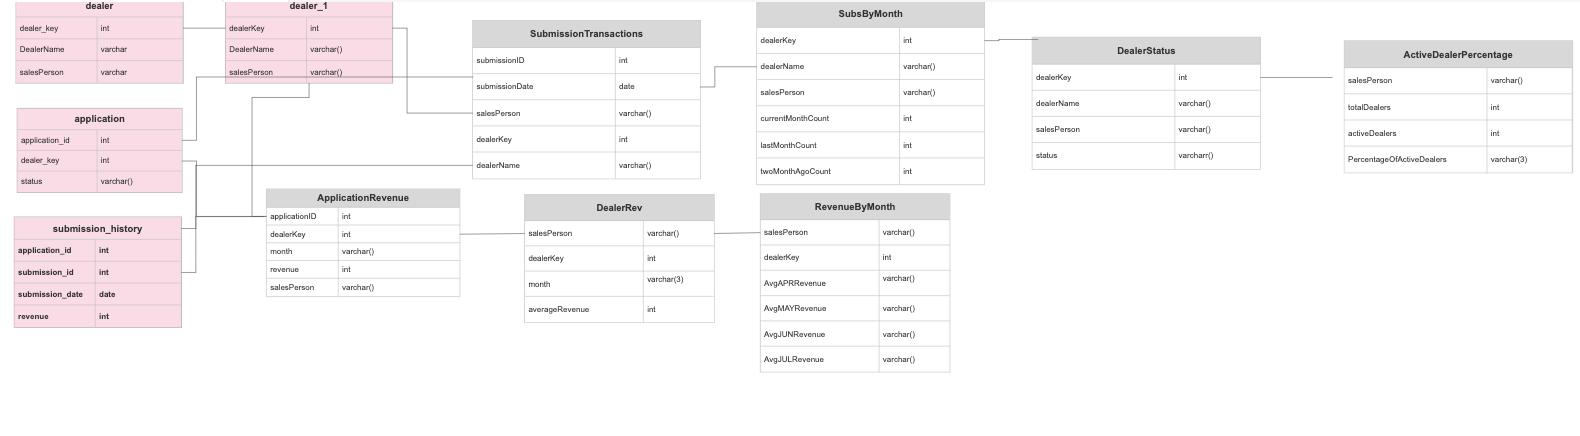 dealer
dealer_key int
DealerName varchar
salesPerson varchar
dealer_1
dealerKey int
DealerName varchar()
salesPerson varchar()
application
application_id int
dealer_key int
status varchar()
submission_history
application_id int
submission_id int
submission_date date
revenue int
SubmissionTransactions
submissionID int
submissionDate date
salesPerson varchar()
dealerKey int
dealerName varchar()
ApplicationRevenue
applicationID int
dealerKey int
month varchar()
revenue int
salesPerson varchar()
DealerRev
salesPerson varchar()
dealerKey int
month varchar(3)
averageRevenue int
SubsByMonth
dealerKey int
dealerName varchar()
salesPerson varchar()
currentMonthCount int
lastMonthCount int
twoMonthAgoCount int
RevenueByMonth
salesPerson varchar()
dealerKey int
AvgAPRRevenue varchar()
AvgMAYRevenue varchar()
AvgJUNRevenue varchar()
AvgJULRevenue varchar()
DealerStatus
dealerKey int
dealerName varchar()
salesPerson varchar()
status varcharr()
ActiveDealerPercentage
salesPerson varchar()
totalDealers int
activeDealers int
PercentageOfActiveDealers varchar(3)